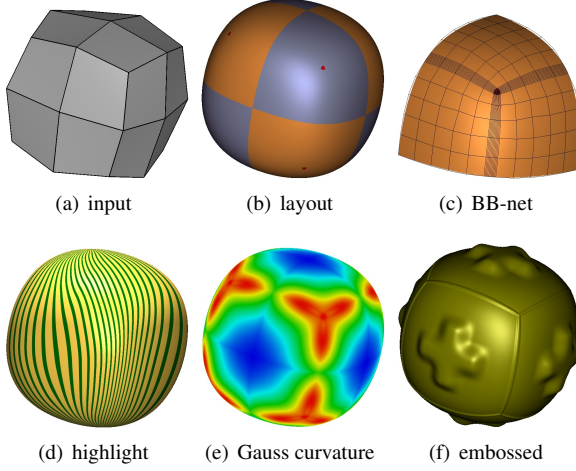 (a) input
(b) layout
(c) BB-net
(d) highlight
(e) Gauss curvature
(f) embossed